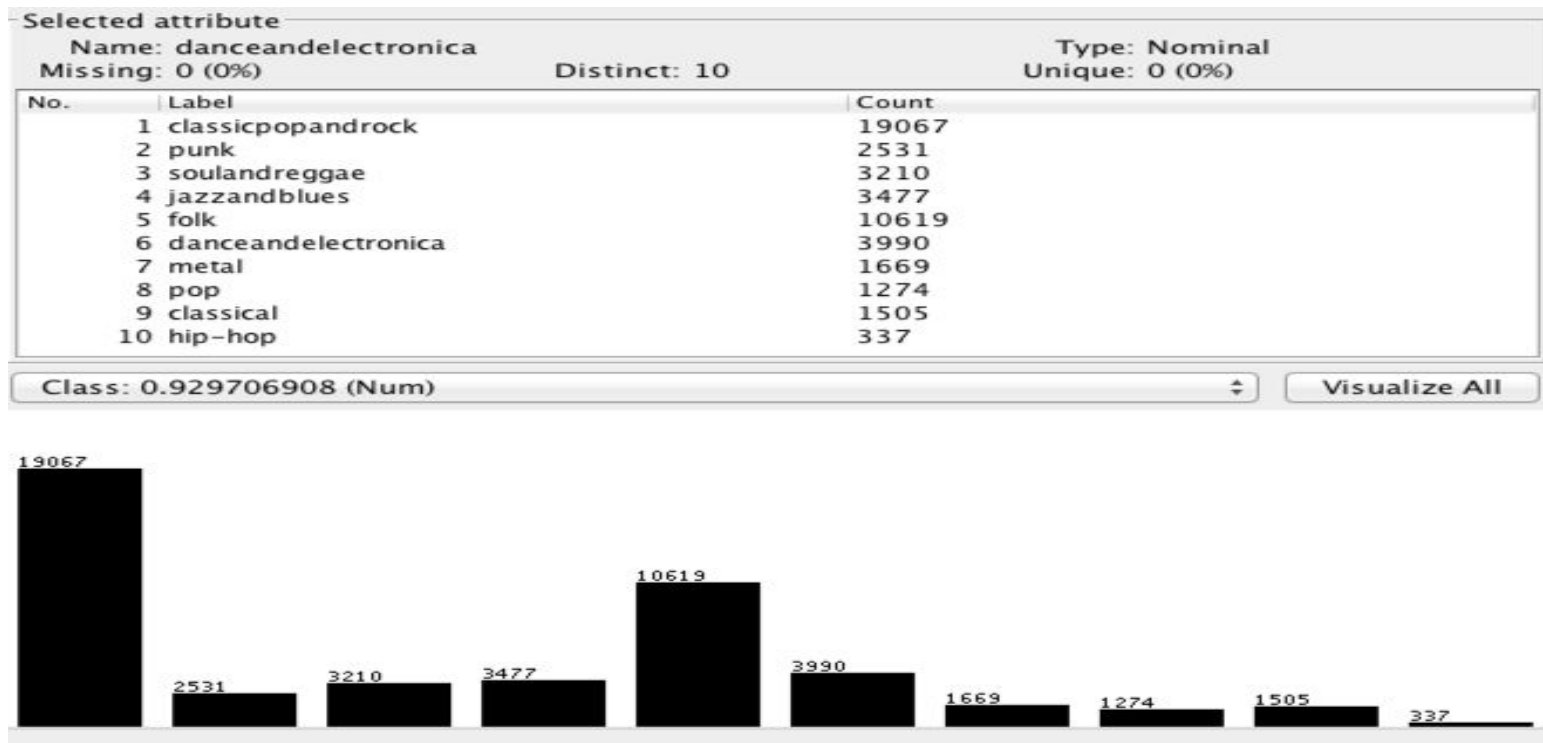 Selected attribute
Name: danceandelectronica Type: Nominal
Missing: 0 (0%) Distinct: 10 Unique: 0 (0%)
No. Label Count
1 classicpopandrock 19067
2 punk 2531
3 soulandreggae 3210
4 jazzandblues 3477
5 folk 10619
6 danceandelectronica 3990
7 metal 1669
8 pop 1274
9 classical 1505
10 hip-hop 337
Class: 0.929706908 (Num) Visualize All
19067
2531
3210
3477
10619
3990
1669
1274
1505
337